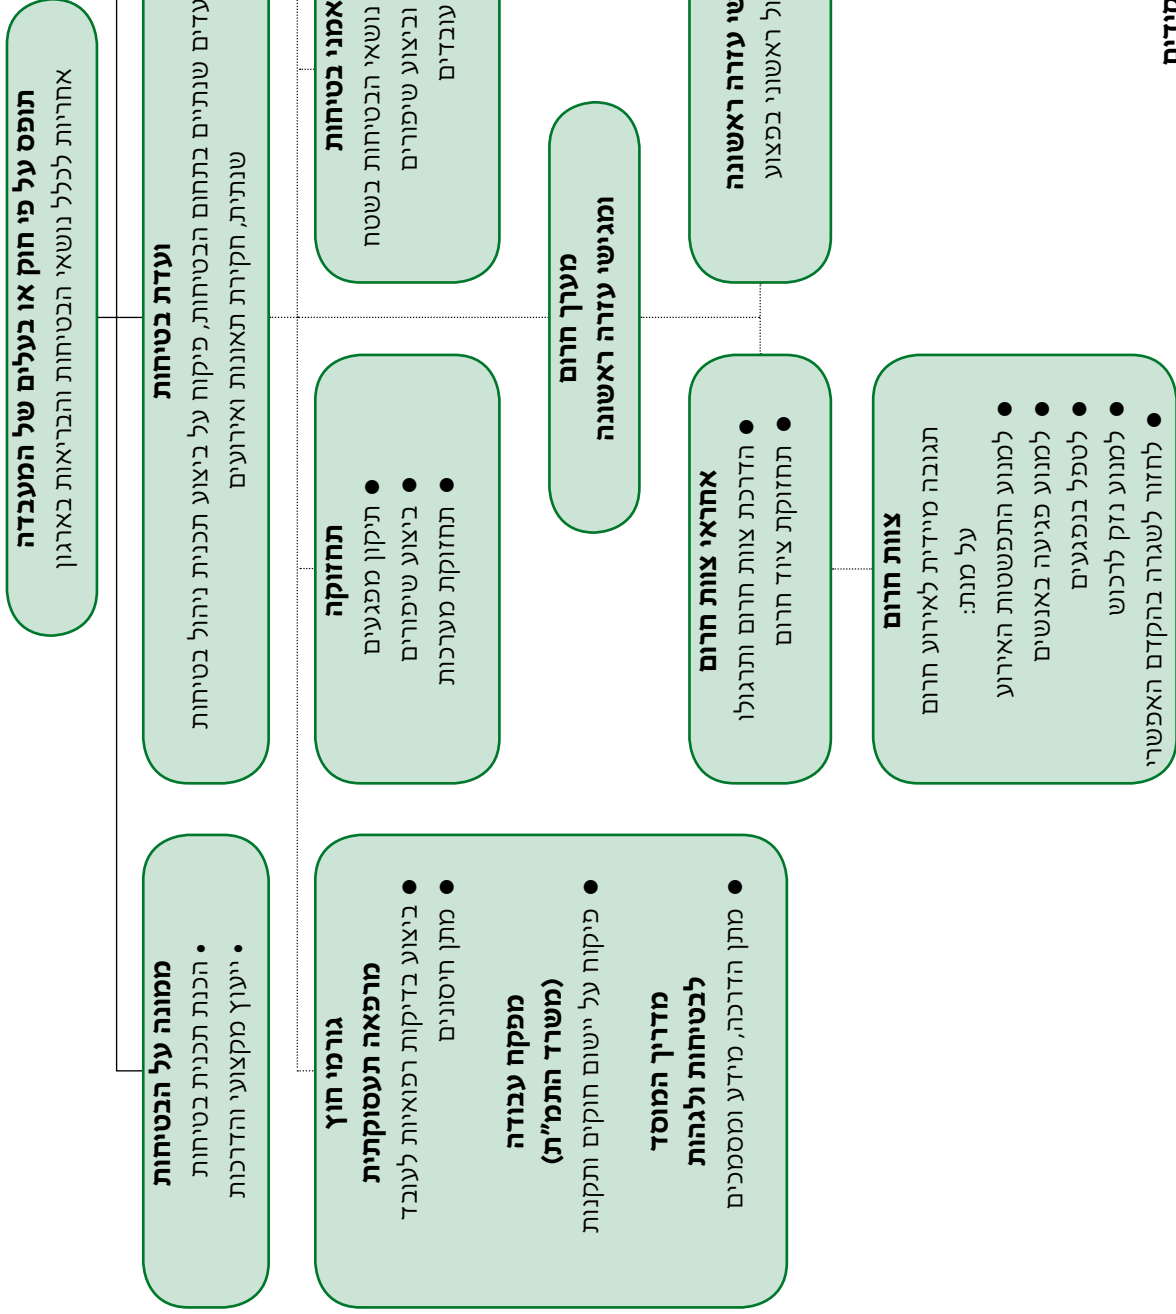 תופס על פי חוק או בעלים של המעבדה
אחריות לכלל נושאי הבטיחות והבריאות בארגון
ועדת בטיחות
שנתיים בתחום הבטיחות, פיקוח על ביצוע תכנית ניהול בטיחות
שנתית, חקירת תאונות ואירועים
ממונה על הבטיחות
• הכנת תכנית בטיחות
• ייעוץ מקצועי והדרכות
בטיחות
נושאי הבטיחות בשטח
וביצוע שיפורים
עובדים
תחזוקה
● תיקון מפגעים
● ביצוע שיפורים
● תחזוקת מערכות
גורמי חוץ
מרפאה תעסוקתית
● ביצוע בדיקות רפואיות לעובד
● מתן חיסונים
מפקח עבודה
(משרד התמ״ת)
● פיקוח על יישום חוקים ותקנות
מדריך המוסד
לבטיחות ולגהות
● מתן הדרכה, מידע ומסמכים
מערך חרום
ומגישי עזרה ראשונה
עזרה ראשונה
ראשוני בפצוע
אחראי צוות חרום
● הדרכת צוות חרום ותרגולו
● תחזוקת ציוד חרום
צוות חרום
תגובה מיידית לאירוע חרום
על מנת:
● למנוע התפשטות האירוע
● למנוע פגיעה באנשים
● לטפל בנפגעים
● למנוע נזק לרכוש
● לחזור לשגרה בהקדם האפשרי